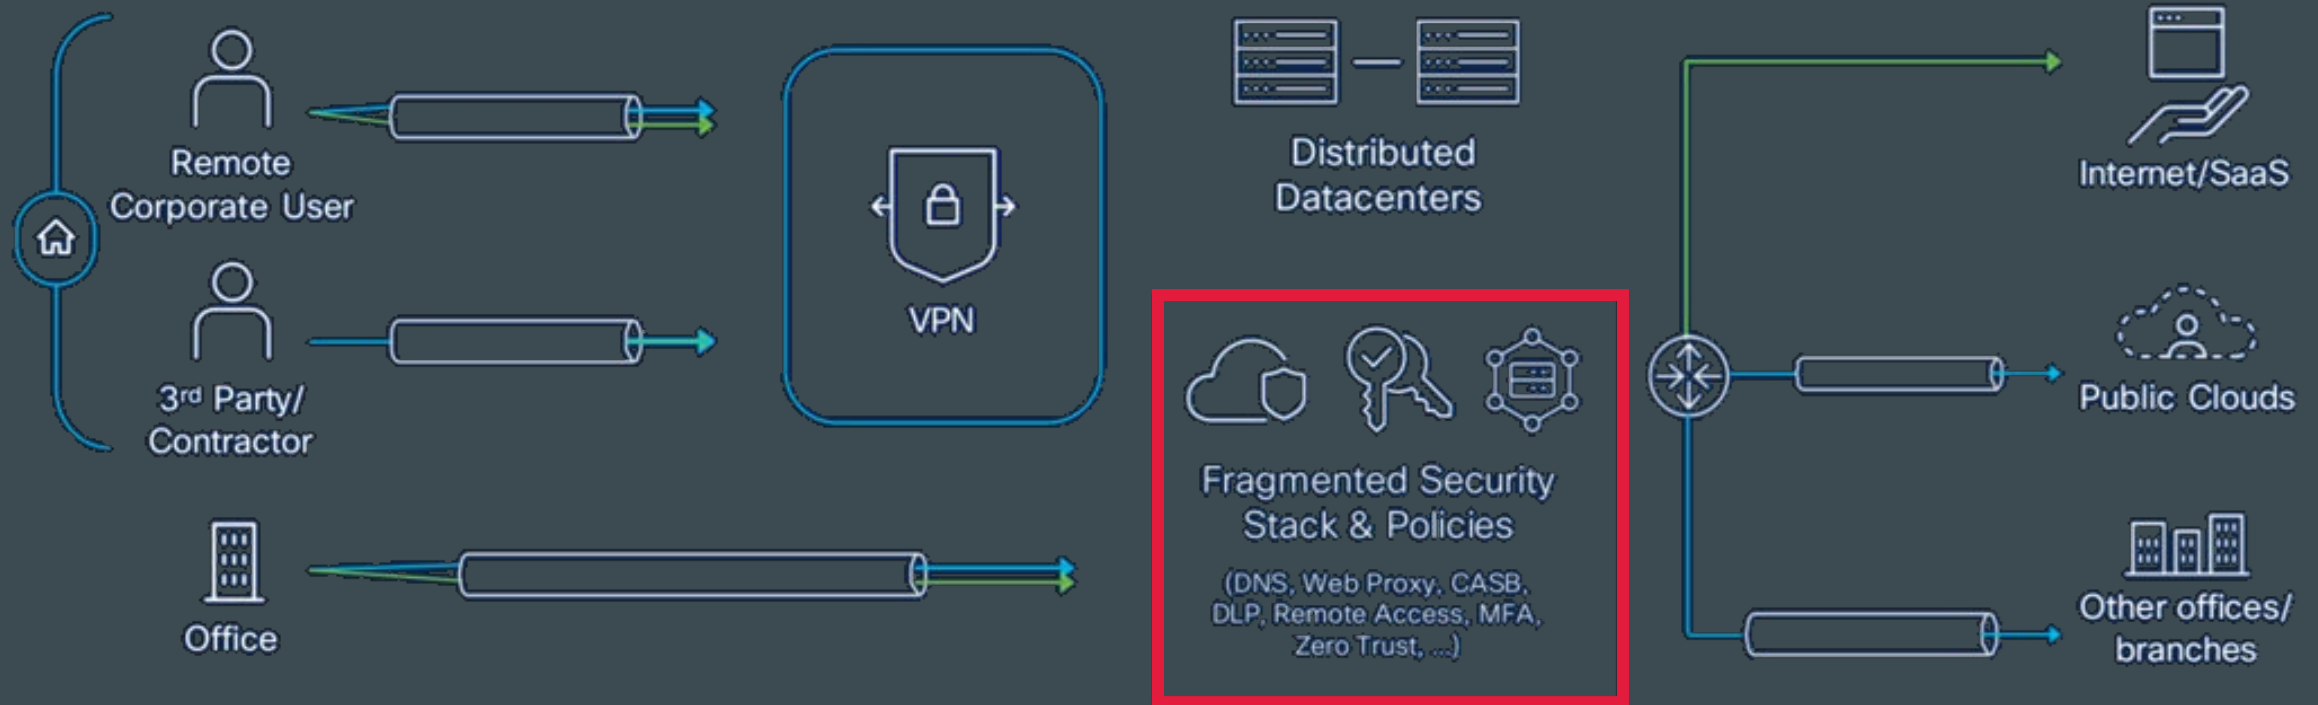 Remote
Corporate User
3rd Party/
Contractor
Office
VPN
Distributed
Datacenters
Fragmented Security
Stack & Policies
(DNS, Web Proxy, CASB,
DLP, Remote Access, MFA,
Zero Trust, ...)
Internet/SaaS
Public Clouds
Other offices/
branches